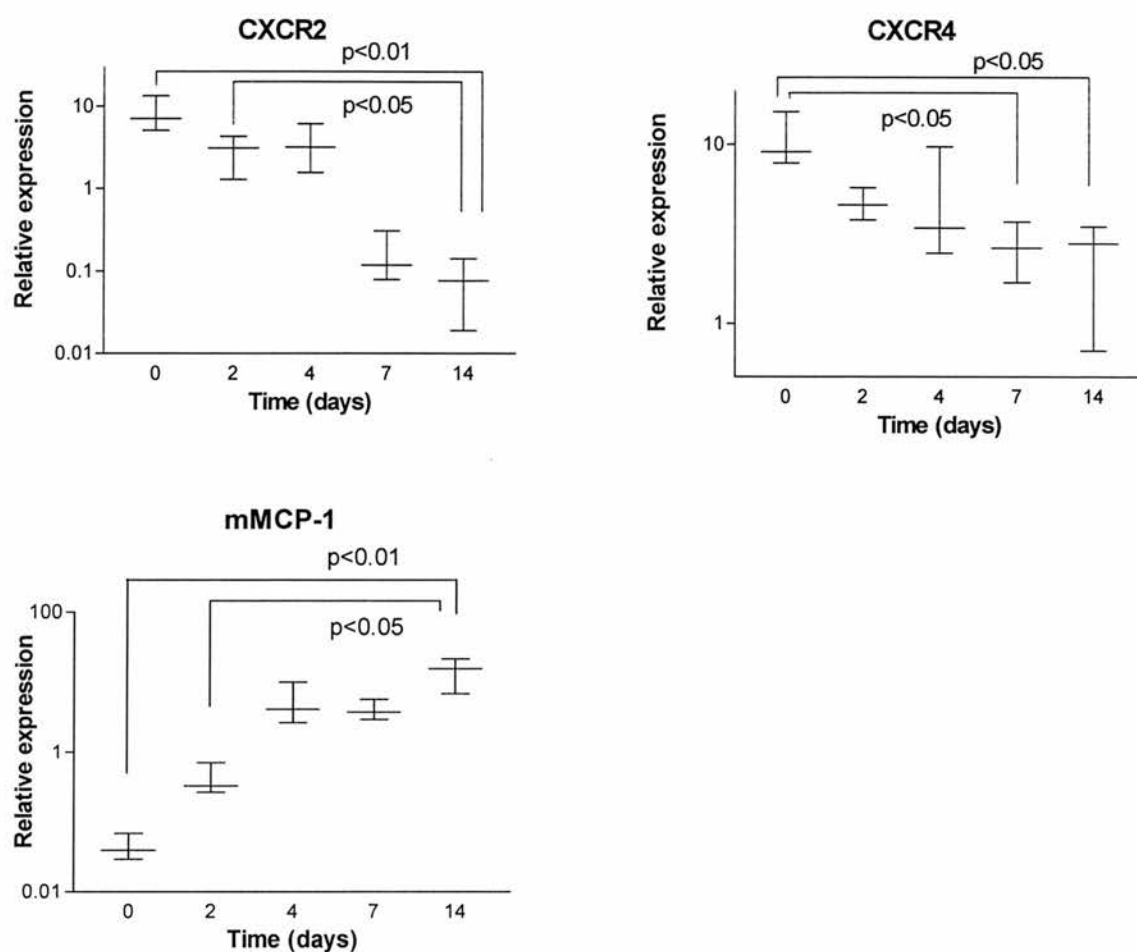 CXCR2
p<0.01
p<0.05
Relative expression
10
1
0.1
0.01
0 2 4 7 14
Time (days)
CXCR4
p<0.05
p<0.05
Relative expression
10
1
0 2 4 7 14
Time (days)
mMCP-1
p<0.01
p<0.05
Relative expression
100
1
0.01
0 2 4 7 14
Time (days)